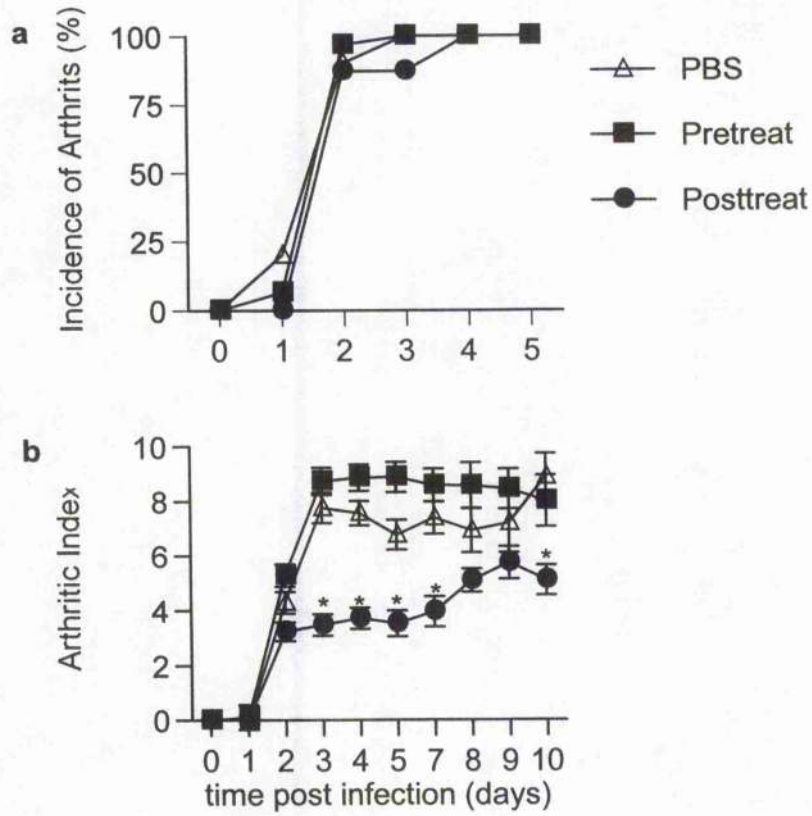 a
Incidence of Arthrits (%)
100
75
50
25
0
0 1 2 3 4 5
PBS
Pretreat
Posttreat
b
Arthritic Index
10
8
6
4
2
0
* * * * *
0 1 2 3 4 5 7 8 9 10
time post infection (days)